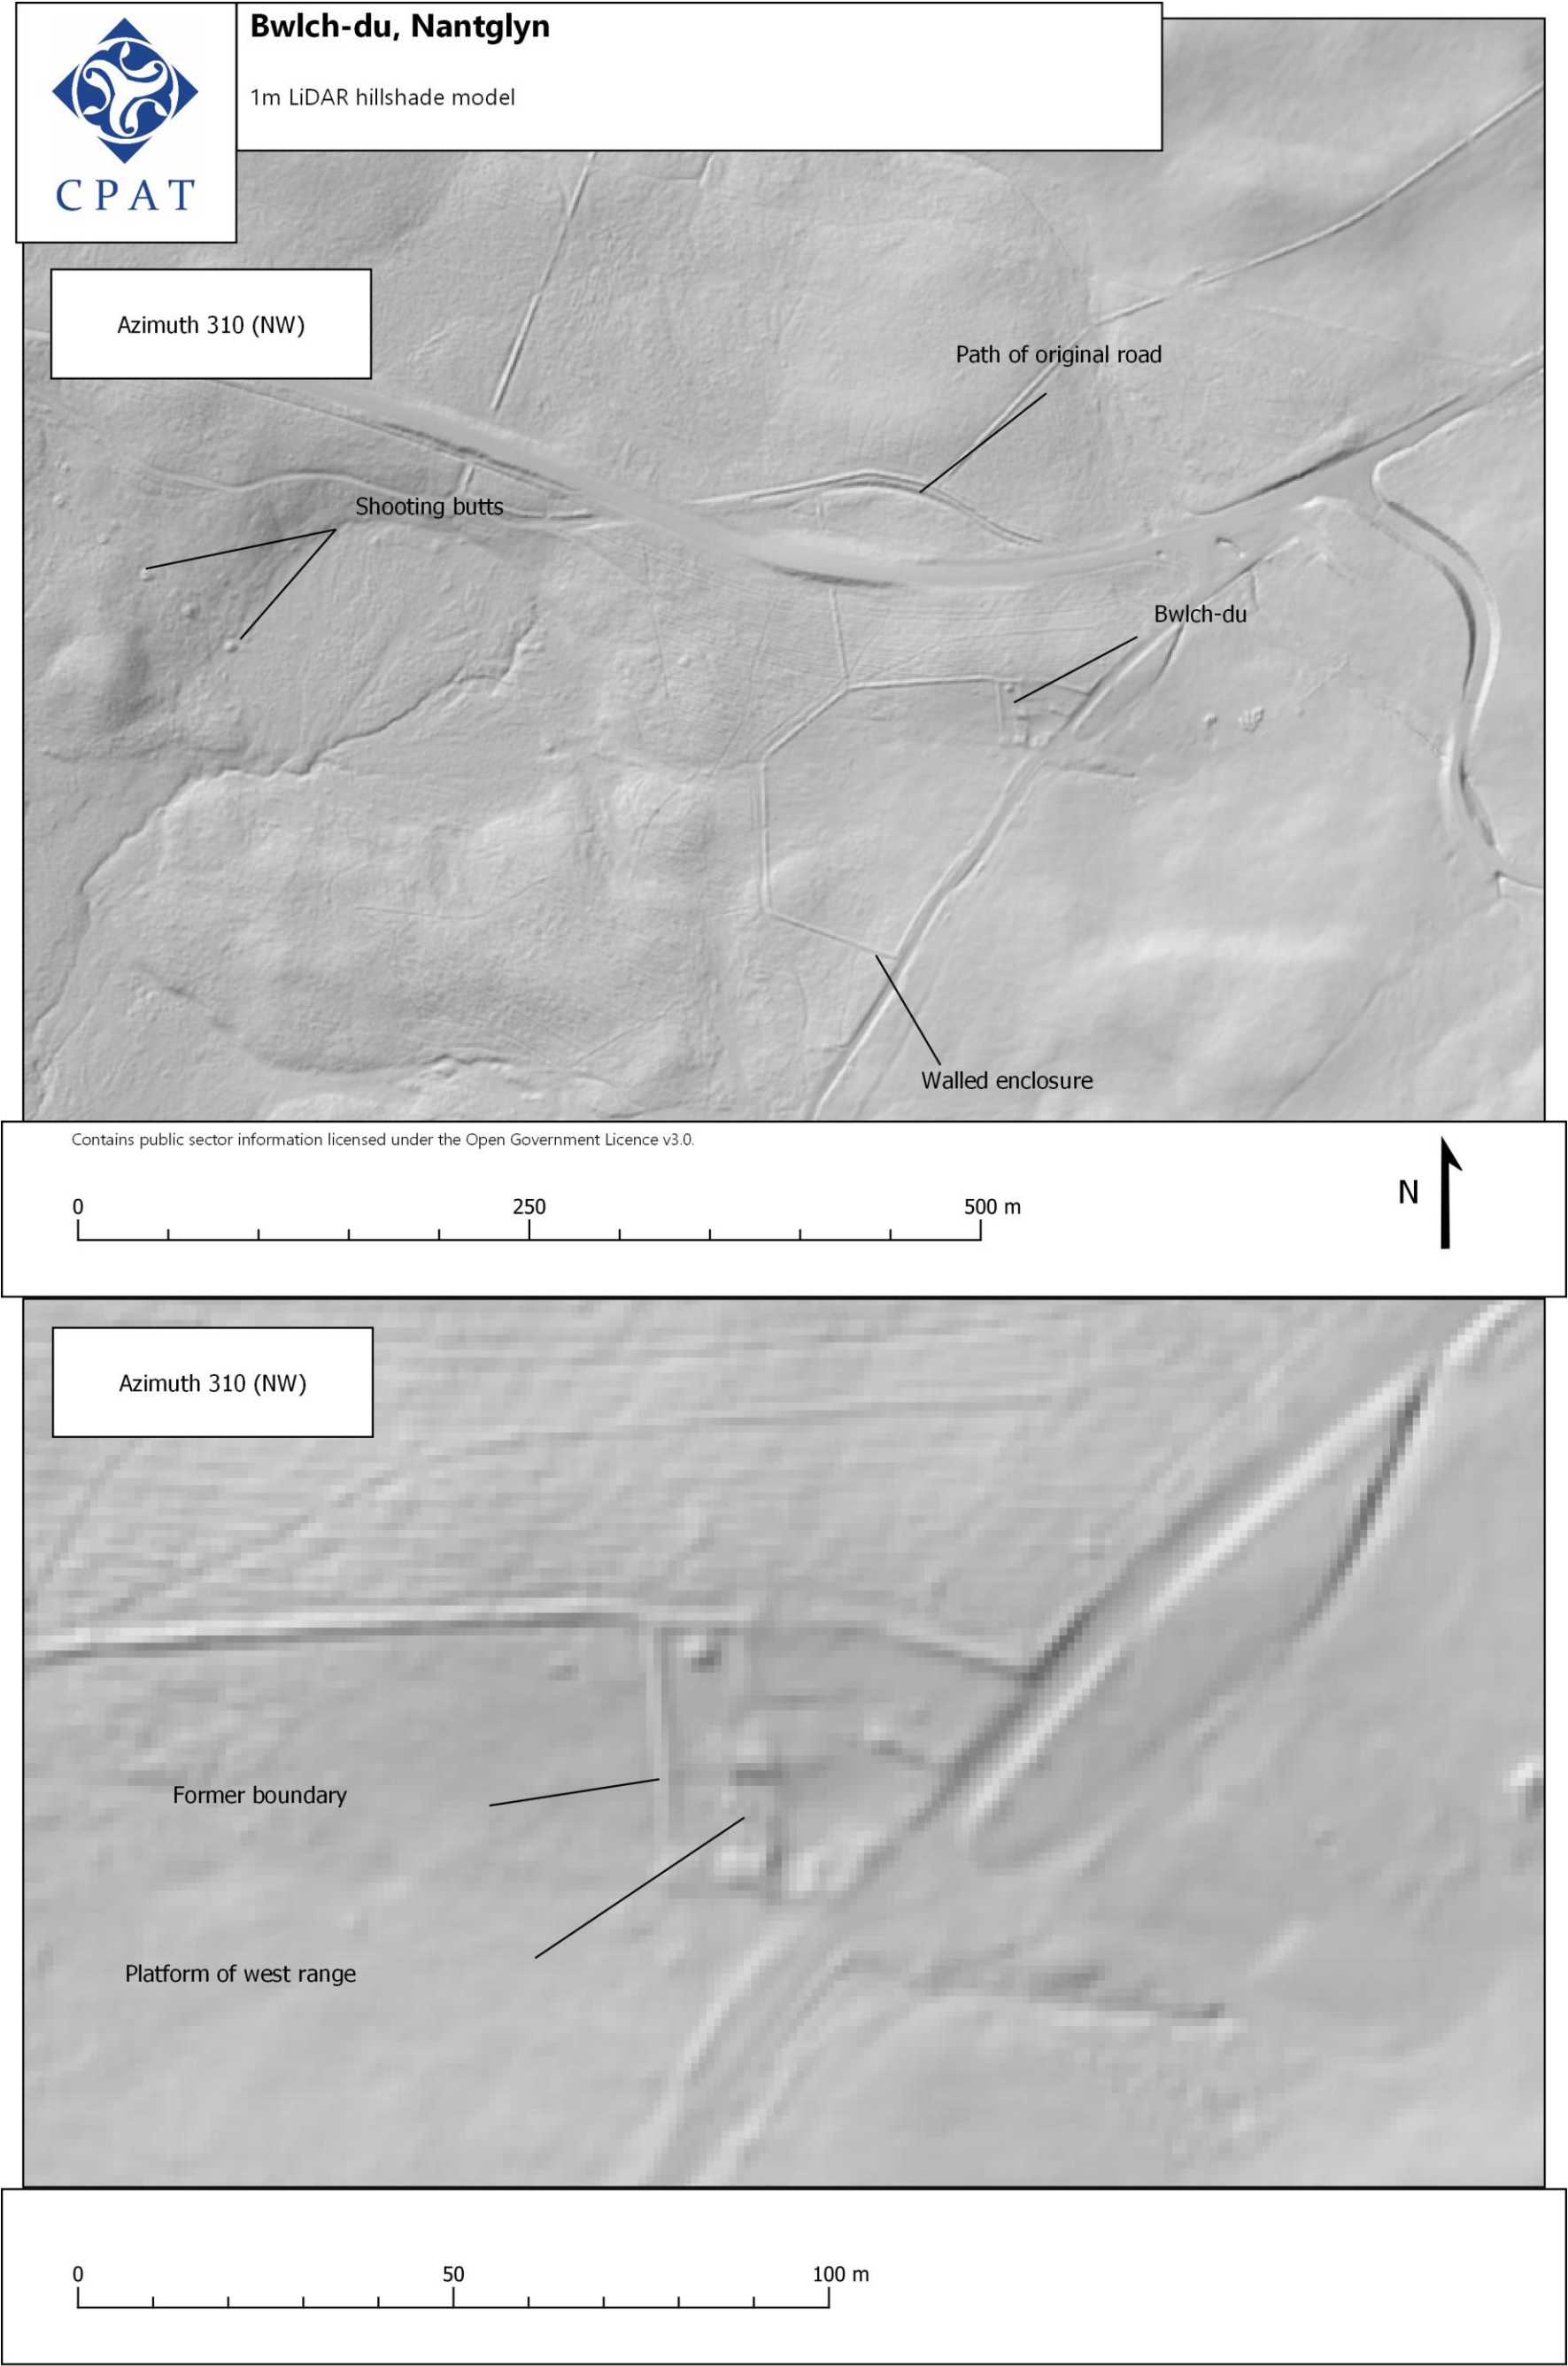 Bwlch-du, Nantglyn
1m LiDAR hillshade model
CPAT
Azimuth 310 (NW)
Path of original road
Shooting butts
Bwlch-du
Walled enclosure
Contains public sector information licensed under the Open Government Licence v3.0.
0 250 500 m
N
Azimuth 310 (NW)
Former boundary
Platform of west range
0 50 100 m